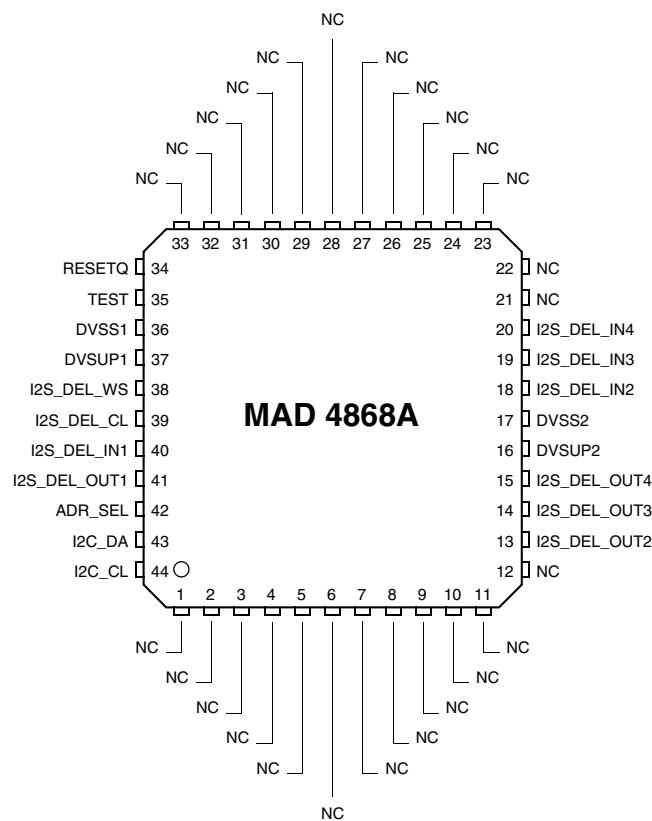 NC
NC NC
NC NC
NC NC
NC NC
NC NC
33 32 31 30 29 28 27 26 25 24 23
RESETQ 34 22 NC
TEST 35 21 NC
DVSS1 36 20 I2S_DEL_IN4
DVSUP1 37 19 I2S_DEL_IN3
I2S_DEL_WS 38 18 I2S_DEL_IN2
I2S_DEL_CL 39 MAD 4868A 17 DVSS2
I2S_DEL_IN1 40 16 DVSUP2
I2S_DEL_OUT1 41 15 I2S_DEL_OUT4
ADR_SEL 42 14 I2S_DEL_OUT3
I2C_DA 43 13 I2S_DEL_OUT2
I2C_CL 44 12 NC
1 2 3 4 5 6 7 8 9 10 11
NC NC
NC NC
NC NC
NC NC
NC NC
NC